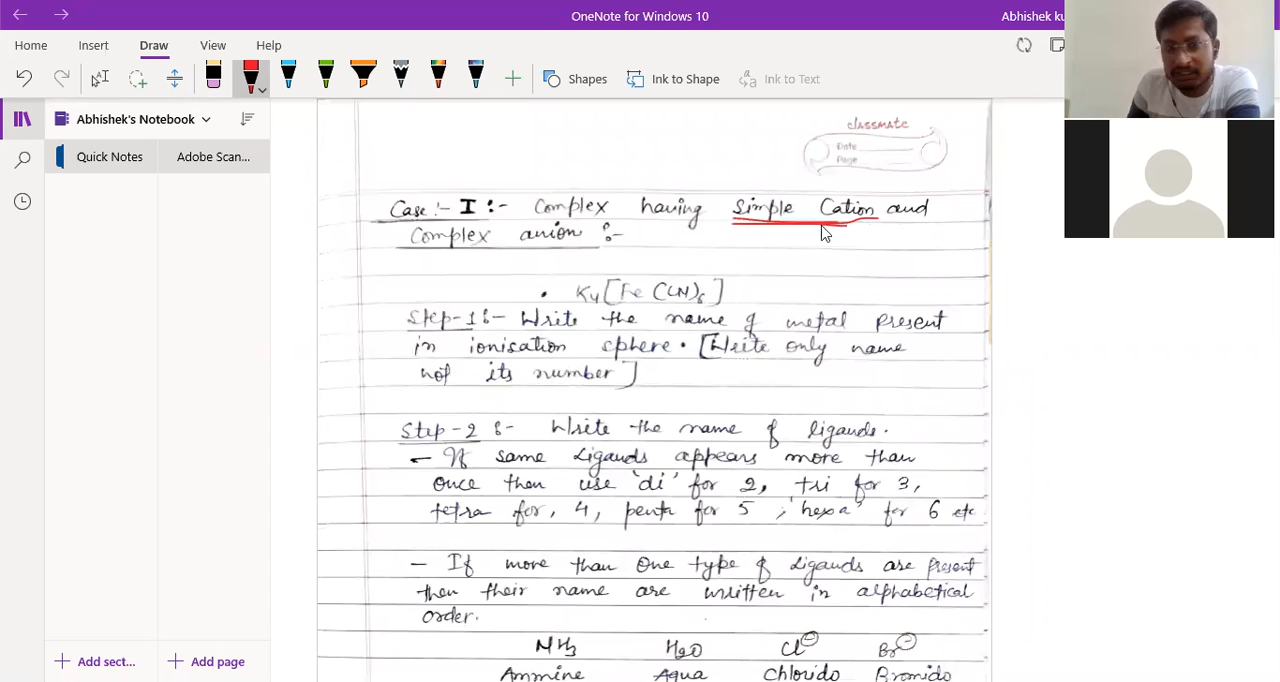 OneNote for Windows 10
Abhishek ku
Home Insert Draw View Help
Shapes Ink to Shape Ink to Text
Abhishek's Notebook
Quick Notes Adobe Scan...
classmate
Date
Page
Case:- I :- Complex having Simple Cation and
Complex anion :-
• K4[Fe(CN)6]
Step-1:- Write the name of metal present
in ionisation sphere. [Write only name
not its number]
Step-2 :- Write the name of ligands.
- If same Ligands appears more than
once then use 'di' for 2, tri for 3,
tetra for, 4, penta for 5, 'hexa' for 6 etc
- If more than One type of Ligands are present
then their name are written in alphabetical
order.
NH3 H2O Cl⊖ Br⊖
Ammine Aqua Chlorido Bromido
Add sect... Add page